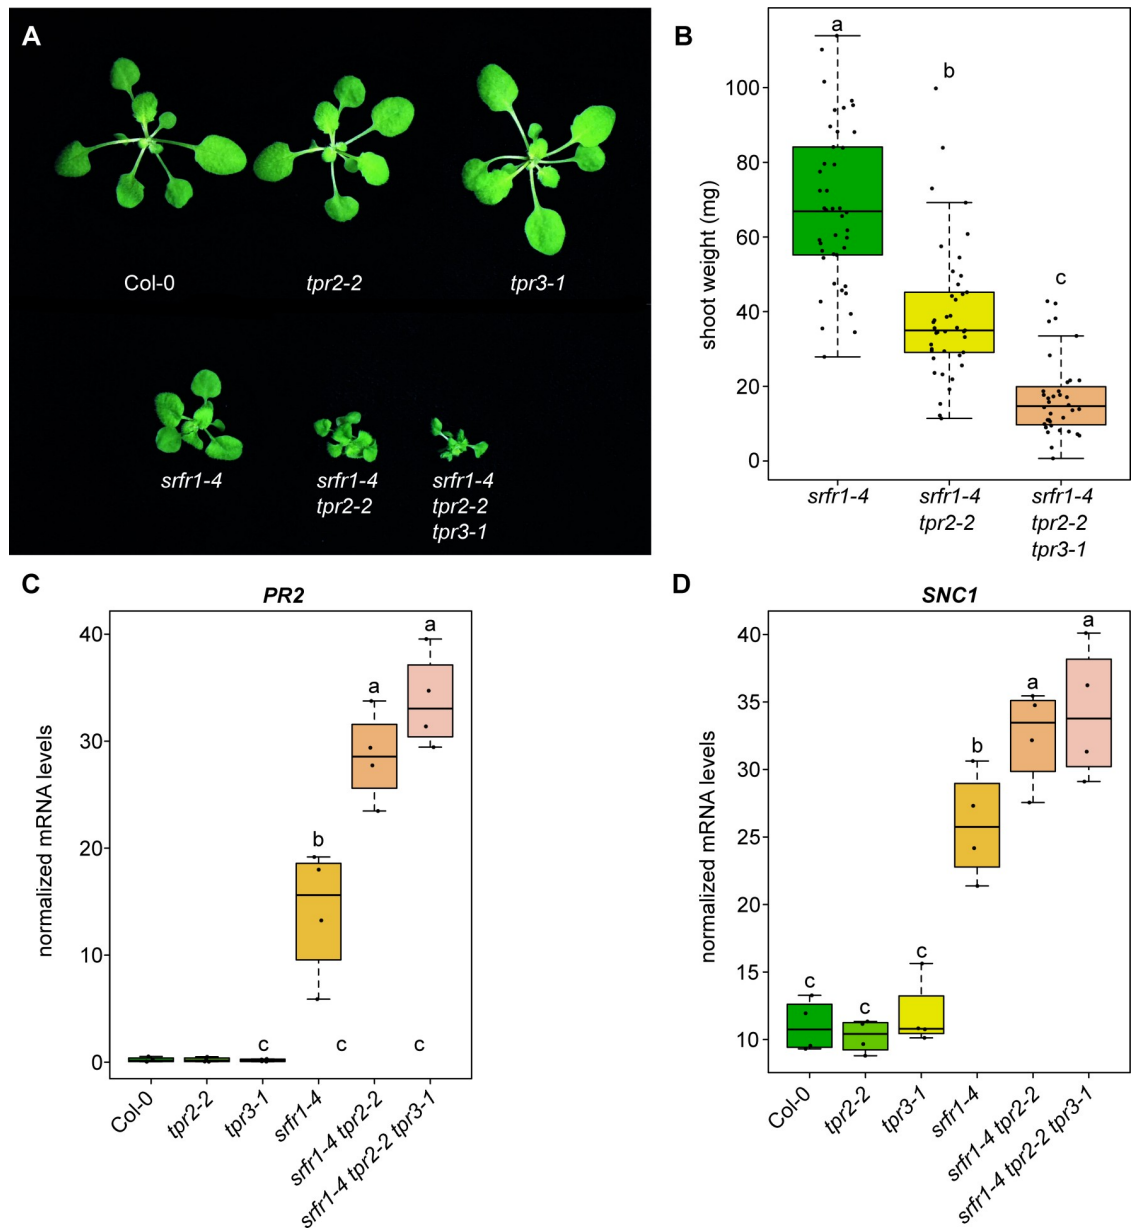 A
Col-0
tpr2-2
tpr3-1
srfr1-4
srfr1-4
tpr2-2
srfr1-4
tpr2-2
tpr3-1
B
shoot weight (mg)
100
80
60
40
20
0
a
b
c
srfr1-4
srfr1-4
tpr2-2
srfr1-4
tpr2-2
tpr3-1
C
PR2
normalized mRNA levels
40
30
20
10
0
c
b
c
a
c
a
Col-0
tpr2-2
tpr3-1
srfr1-4
srfr1-4 tpr2-2
srfr1-4 tpr2-2 tpr3-1
D
SNC1
normalized mRNA levels
40
35
30
25
20
15
10
c
c
c
b
a
a
Col-0
tpr2-2
tpr3-1
srfr1-4
srfr1-4 tpr2-2
srfr1-4 tpr2-2 tpr3-1